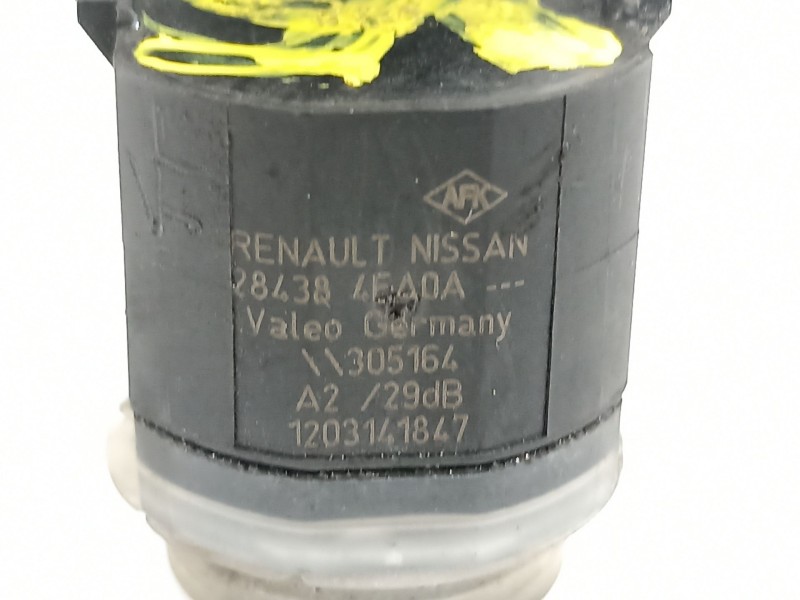 AFK
RENAULT NISSAN
28438 4EA0A ---
Valeo Germany
\\305164
A2 /29dB
1203141847